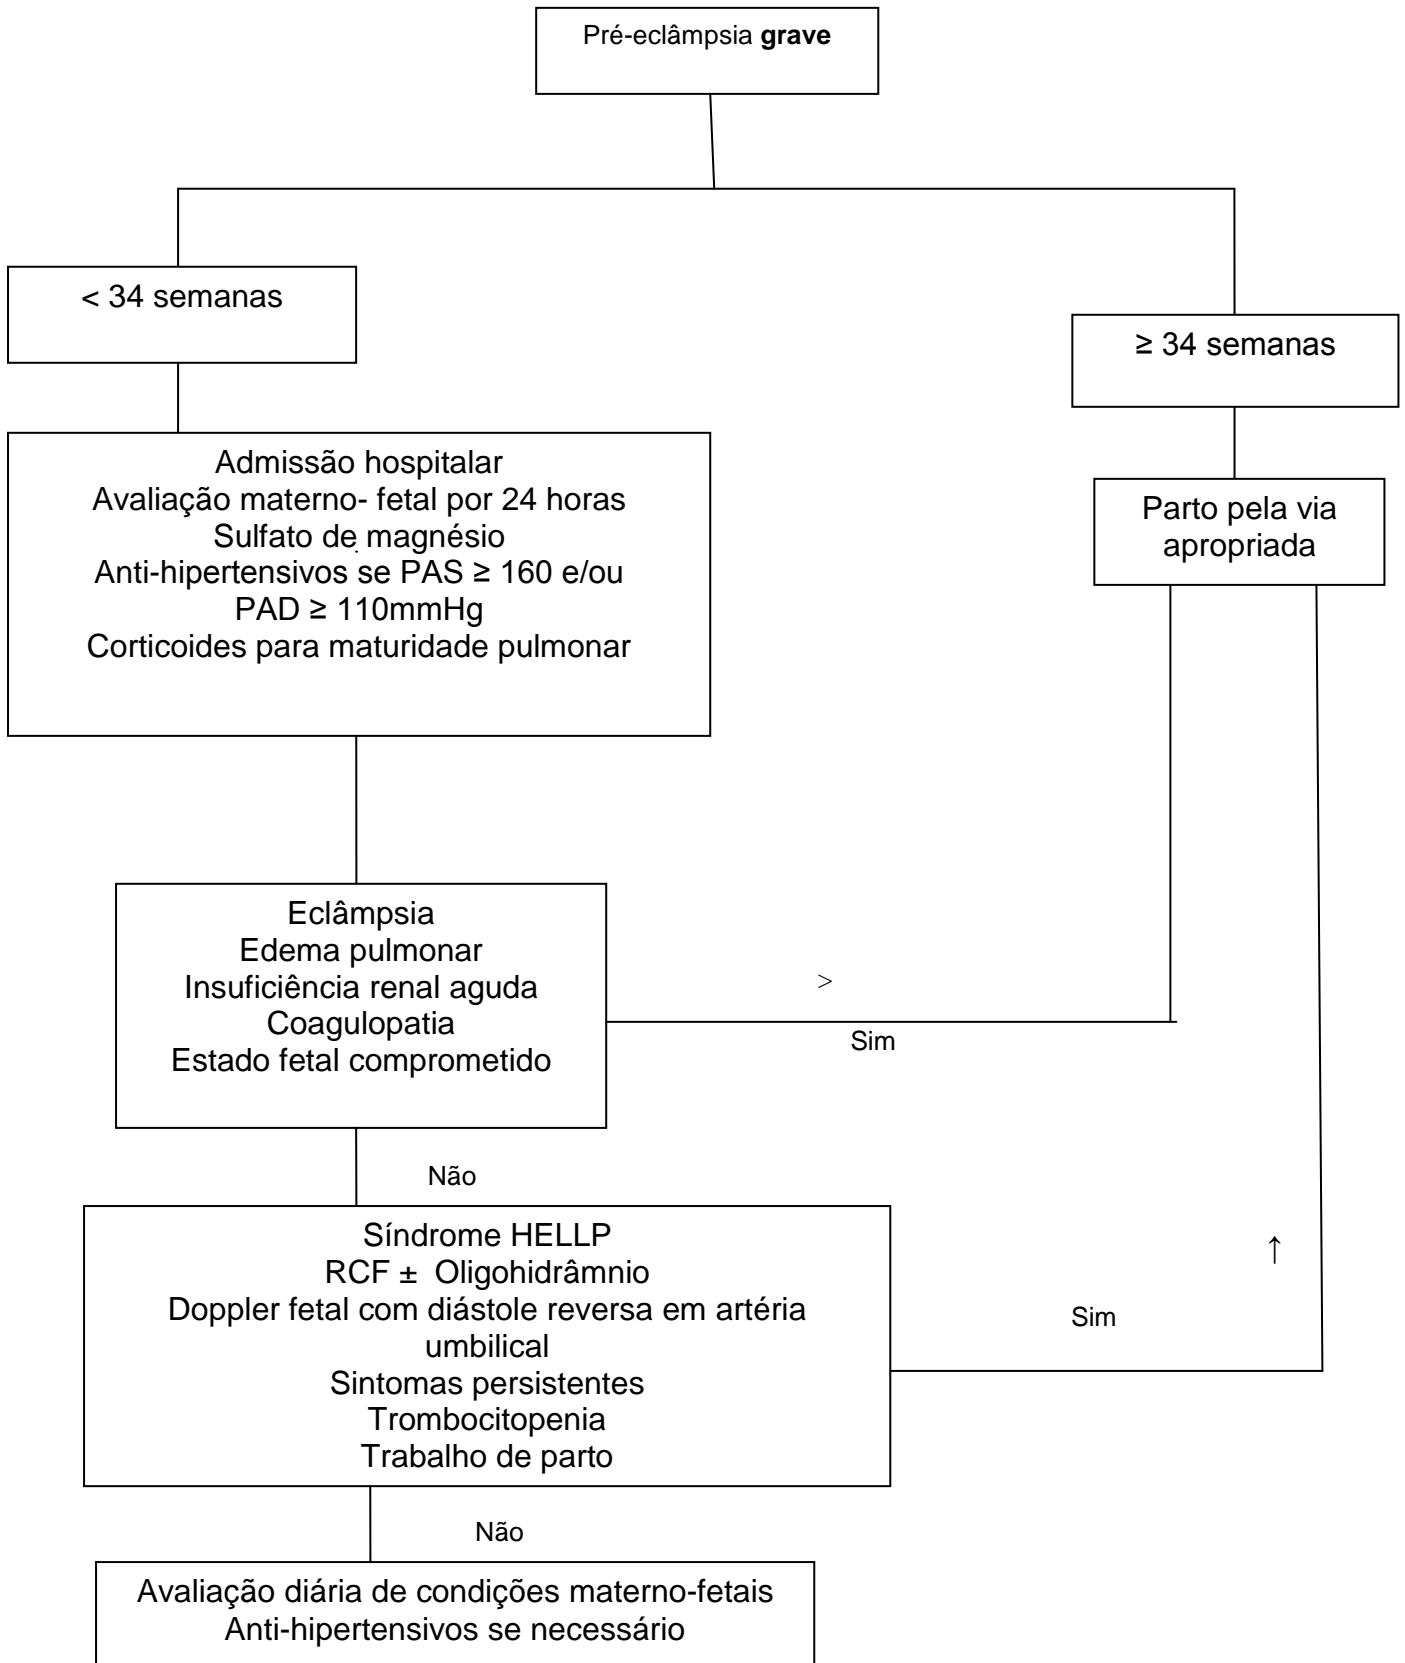 Pré-eclâmpsia grave
< 34 semanas
≥ 34 semanas
Admissão hospitalar
Avaliação materno- fetal por 24 horas
Sulfato de magnésio
Anti-hipertensivos se PAS ≥ 160 e/ou
PAD ≥ 110mmHg
Corticoides para maturidade pulmonar
Parto pela via
apropriada
Eclâmpsia
Edema pulmonar
Insuficiência renal aguda
Coagulopatia
Estado fetal comprometido
>
Sim
Não
Síndrome HELLP
RCF ± Oligohidrâmnio
Doppler fetal com diástole reversa em artéria
umbilical
Sintomas persistentes
Trombocitopenia
Trabalho de parto
↑
Sim
Não
Avaliação diária de condições materno-fetais
Anti-hipertensivos se necessário